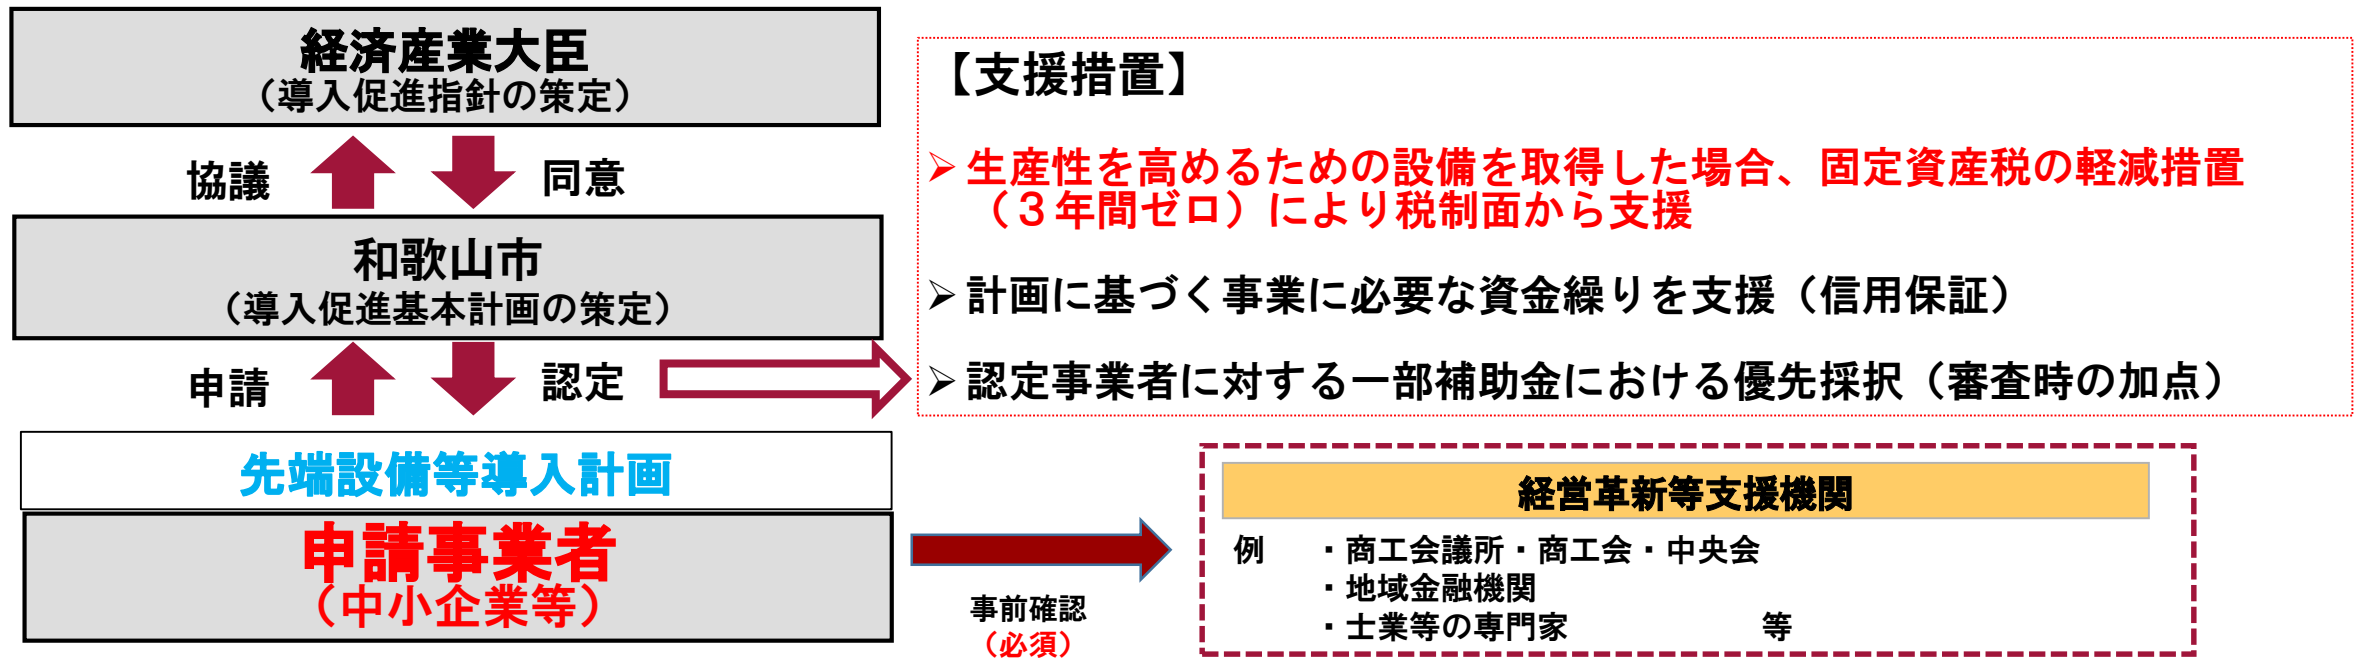 経済産業大臣
（導入促進指針の策定）
協議
同意
和歌山市
（導入促進基本計画の策定）
申請
認定
先端設備等導入計画
申請事業者
（中小企業等）
【支援措置】
➢ 生産性を高めるための設備を取得した場合、固定資産税の軽減措置
（３年間ゼロ）により税制面から支援
➢ 計画に基づく事業に必要な資金繰りを支援（信用保証）
➢ 認定事業者に対する一部補助金における優先採択（審査時の加点）
事前確認
（必須）
経営革新等支援機関
例 ・商工会議所・商工会・中央会
・地域金融機関
・士業等の専門家 等